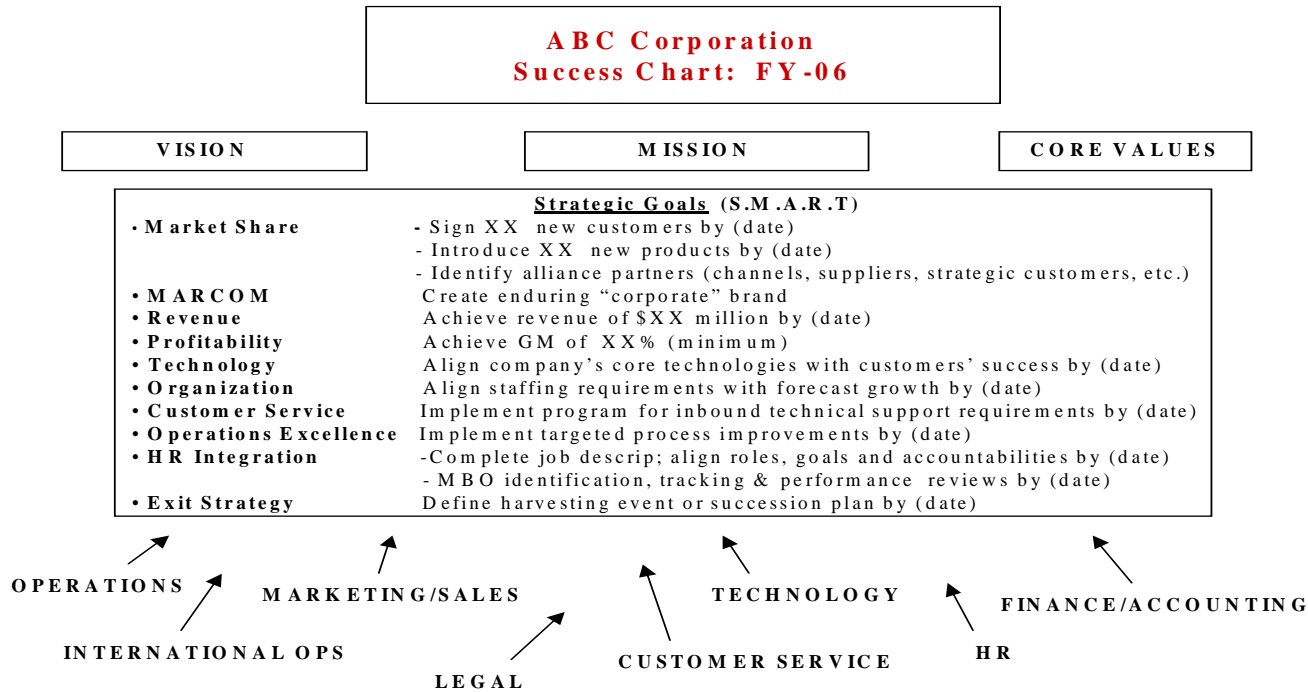 ABC Corporation
Success Chart: FY-06
VISION
MISSION
CORE VALUES
Strategic Goals (S.M.A.R.T)
• Market Share - Sign XX new customers by (date)
- Introduce XX new products by (date)
- Identify alliance partners (channels, suppliers, strategic customers, etc.)
• MARCOM Create enduring “corporate” brand
• Revenue Achieve revenue of $XX million by (date)
• Profitability Achieve GM of XX% (minimum)
• Technology Align company’s core technologies with customers’ success by (date)
• Organization Align staffing requirements with forecast growth by (date)
• Customer Service Implement program for inbound technical support requirements by (date)
• Operations Excellence Implement targeted process improvements by (date)
• HR Integration -Complete job descrip; align roles, goals and accountabilities by (date)
- MBO identification, tracking & performance reviews by (date)
• Exit Strategy Define harvesting event or succession plan by (date)
OPERATIONS
MARKETING/SALES
TECHNOLOGY
FINANCE/ACCOUNTING
INTERNATIONAL OPS
LEGAL
CUSTOMER SERVICE
HR